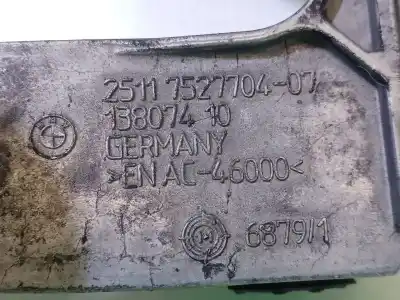 2511 7527704-07
138074 10
GERMANY
>EN AC-46000<
6879/1